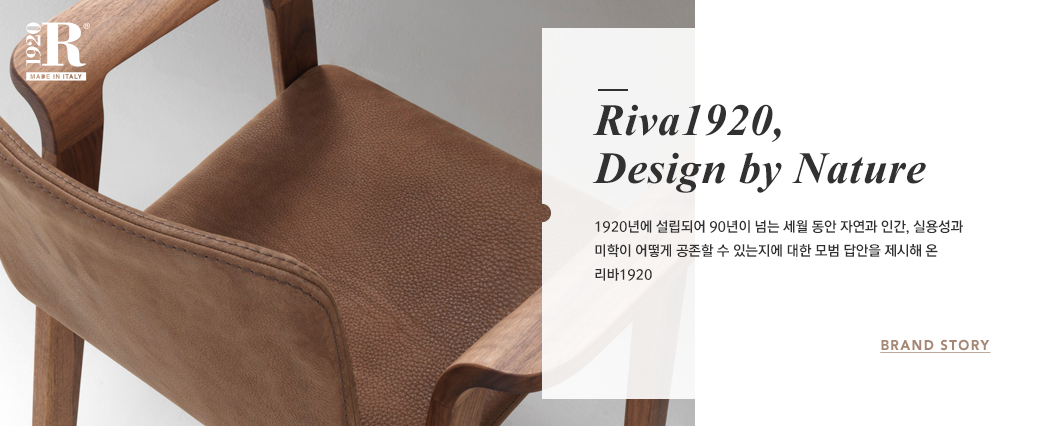 1920
R®
MADE IN ITALY
Riva1920,
Design by Nature
1920년에 설립되어 90년이 넘는 세월 동안 자연과 인간, 실용성과
미학이 어떻게 공존할 수 있는지에 대한 모범 답안을 제시해 온
리바1920
BRAND STORY